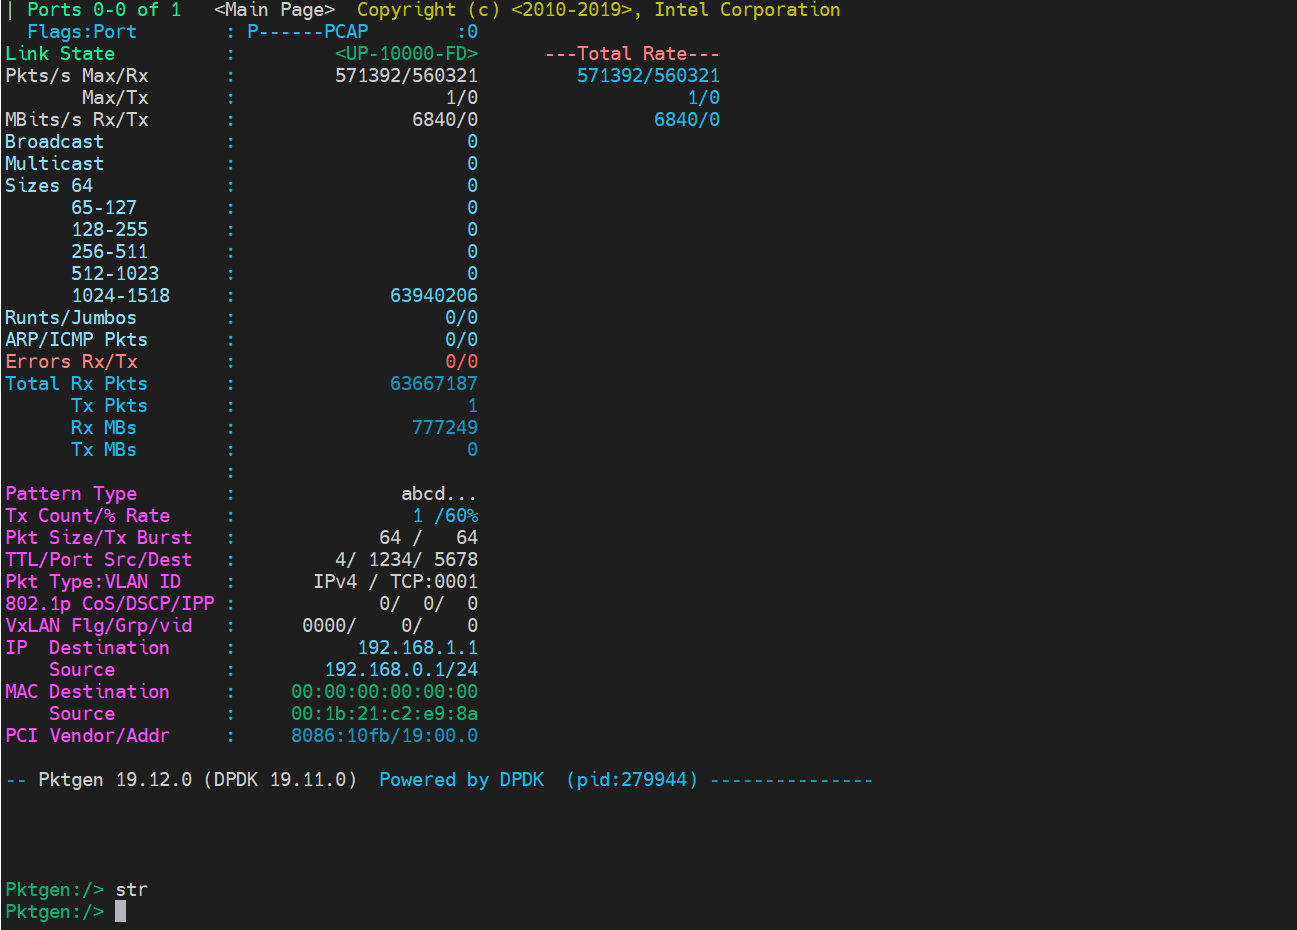 | Ports 0-0 of 1   <Main Page>  Copyright (c) <2010-2019>, Intel Corporation
  Flags:Port        : P------PCAP        :0
Link State          :         <UP-10000-FD>      ---Total Rate---
Pkts/s Max/Rx       :         571392/560321         571392/560321
       Max/Tx       :                   1/0                   1/0
MBits/s Rx/Tx       :                6840/0                6840/0
Broadcast           :                     0
Multicast           :                     0
Sizes 64            :                     0
      65-127        :                     0
      128-255       :                     0
      256-511       :                     0
      512-1023      :                     0
      1024-1518     :              63940206
Runts/Jumbos        :                   0/0
ARP/ICMP Pkts       :                   0/0
Errors Rx/Tx        :                   0/0
Total Rx Pkts       :              63667187
      Tx Pkts       :                     1
      Rx MBs        :                777249
      Tx MBs        :                     0
                    :
Pattern Type        :               abcd...
Tx Count/% Rate     :                1 /60%
Pkt Size/Tx Burst   :             64 /   64
TTL/Port Src/Dest   :         4/ 1234/ 5678
Pkt Type:VLAN ID    :       IPv4 / TCP:0001
802.1p CoS/DSCP/IPP :             0/  0/  0
VxLAN Flg/Grp/vid   :      0000/    0/    0
IP  Destination     :           192.168.1.1
    Source          :        192.168.0.1/24
MAC Destination     :     00:00:00:00:00:00
    Source          :     00:1b:21:c2:e9:8a
PCI Vendor/Addr     :     8086:10fb/19:00.0
-- Pktgen 19.12.0 (DPDK 19.11.0)  Powered by DPDK  (pid:279944) ---------------
Pktgen:/> str
Pktgen:/>